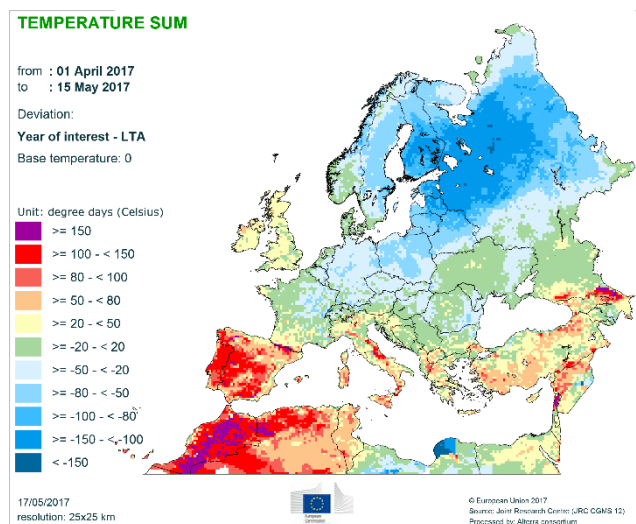 TEMPERATURE SUM
from : 01 April 2017
to : 15 May 2017
Deviation:
Year of interest - LTA
Base temperature: 0
Unit: degree days (Celsius)
>= 150
>= 100 - < 150
>= 80 - < 100
>= 50 - < 80
>= 20 - < 50
>= -20 - < 20
>= -50 - < -20
>= -80 - < -50
>= -100 - < -80
>= -150 - < -100
< -150
17/05/2017
resolution: 25x25 km
European
Commission
© European Union 2017
Source: Joint Research Centre (JRC CGMS 12)
Processed by: Alterra consortium